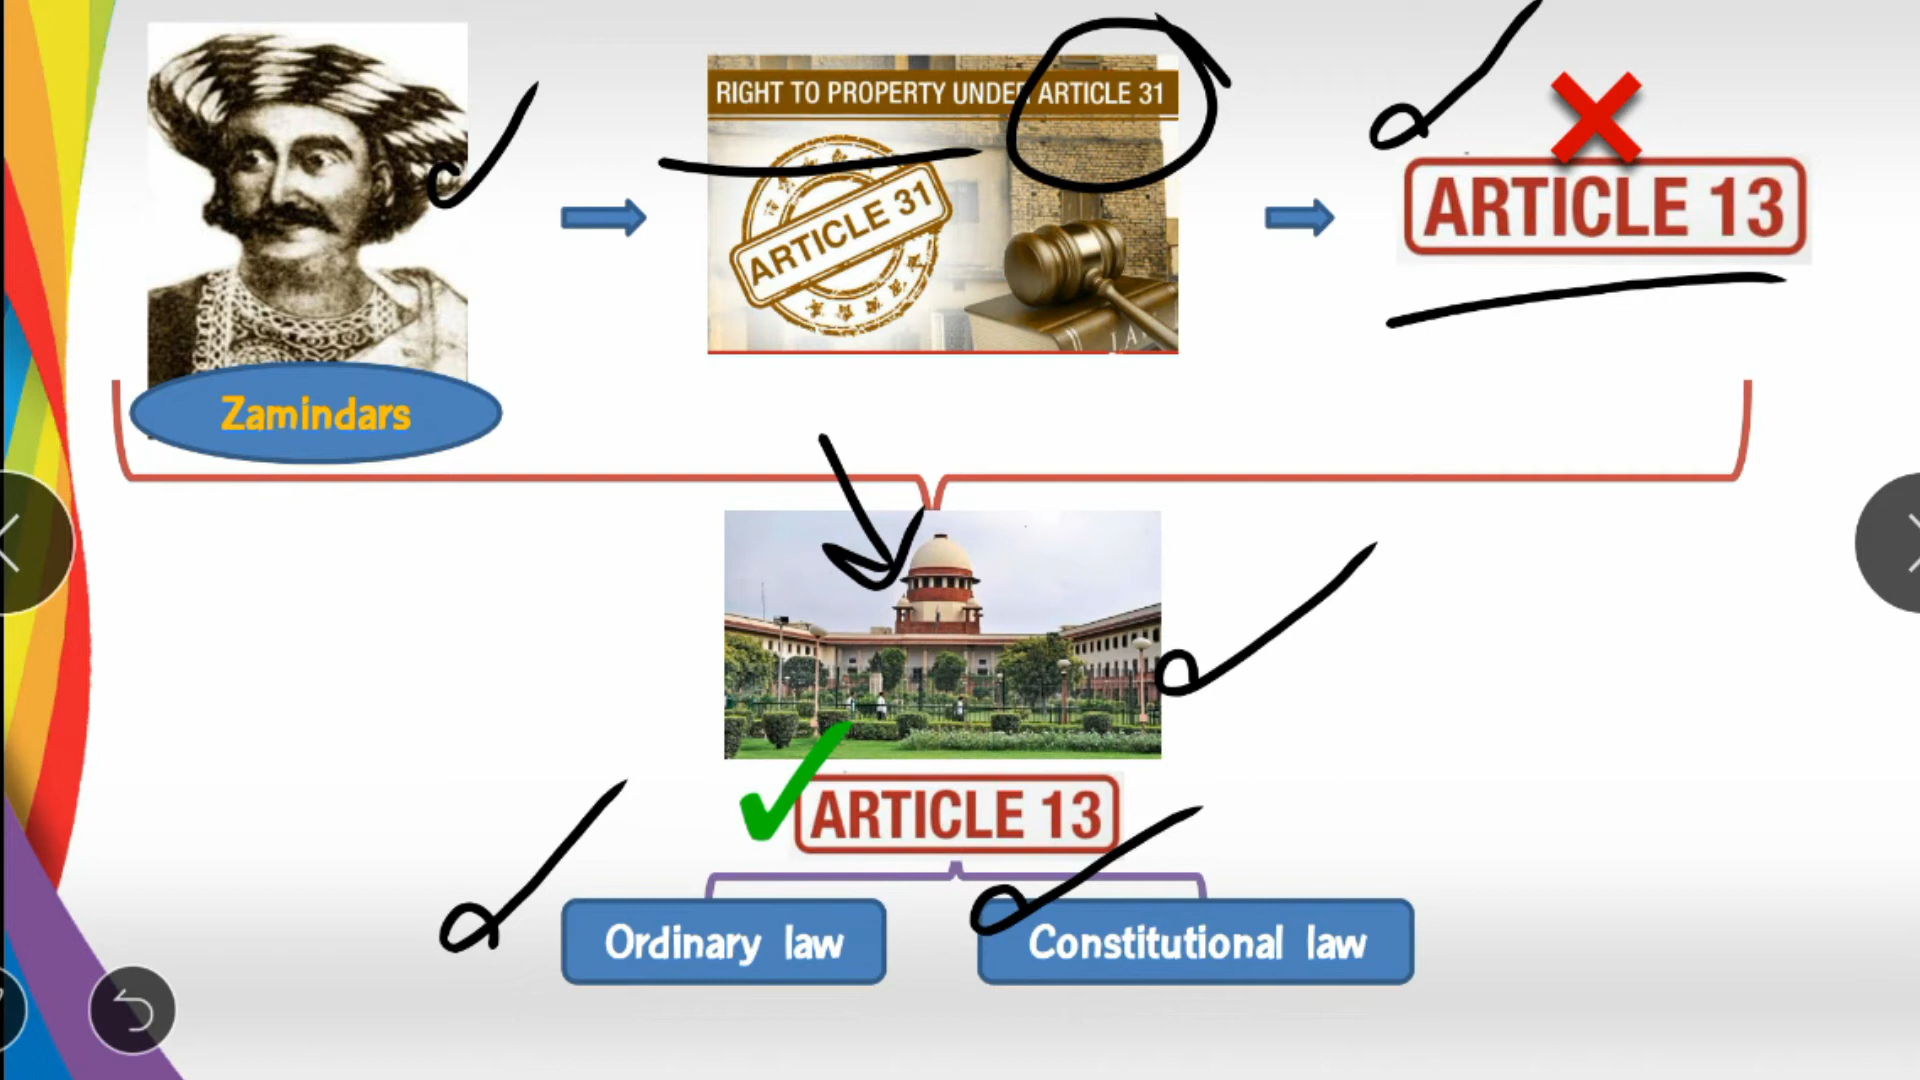 RIGHT TO PROPERTY UNDER ARTICLE 31
ARTICLE 31
ARTICLE 13
Zamindars
ARTICLE 13
Ordinary law
Constitutional law